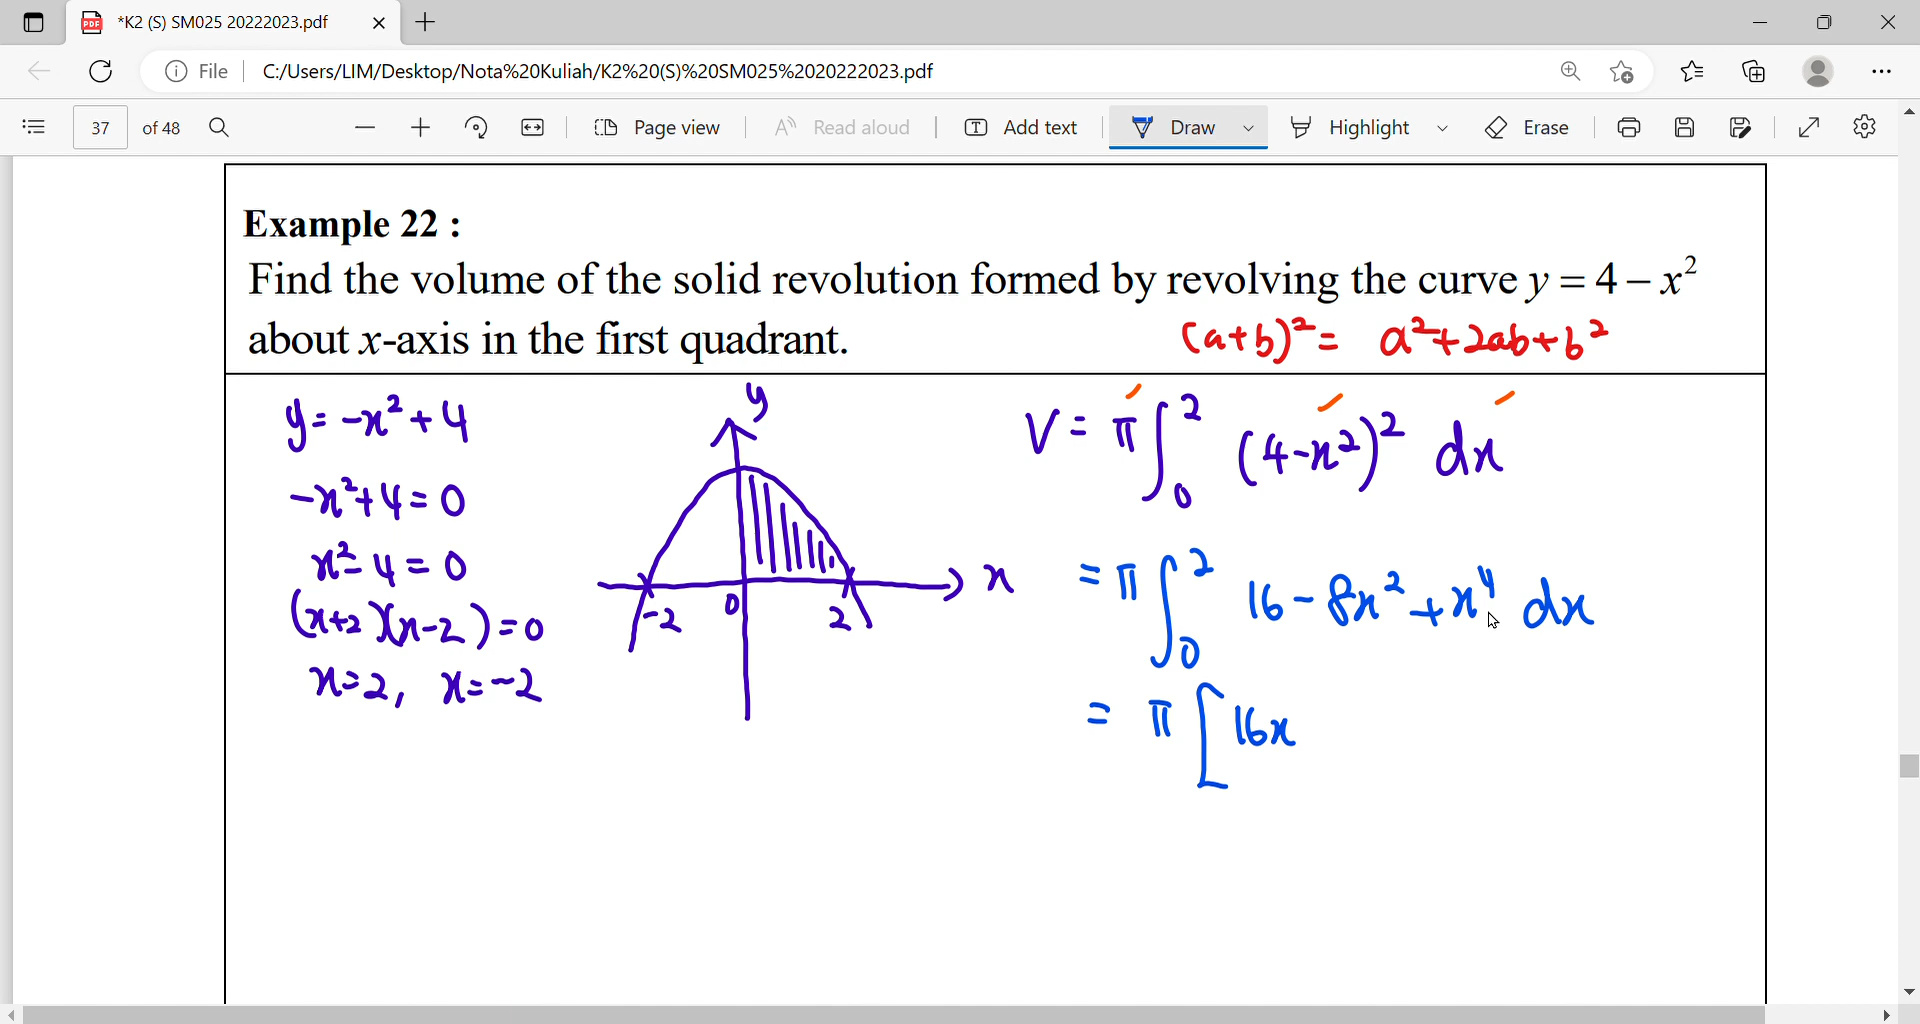 *K2 (S) SM025 20222023.pdf
File C:/Users/LIM/Desktop/Nota%20Kuliah/K2%20(S)%20SM025%2020222023.pdf
37 of 48 Page view Read aloud Add text Draw Highlight Erase
Example 22 :
Find the volume of the solid revolution formed by revolving the curve y = 4 − x²
about x-axis in the first quadrant.
(a+b)² = a²+2ab+b²
y = -x² + 4
-x²+4 = 0
x²-4 = 0
(x+2)(x-2) = 0
x=2, x=-2
y
x
-2 0 2
V = π∫₀² (4-x²)² dx
= π∫₀² 16 - 8x² + x⁴ dx
= π [ 16x